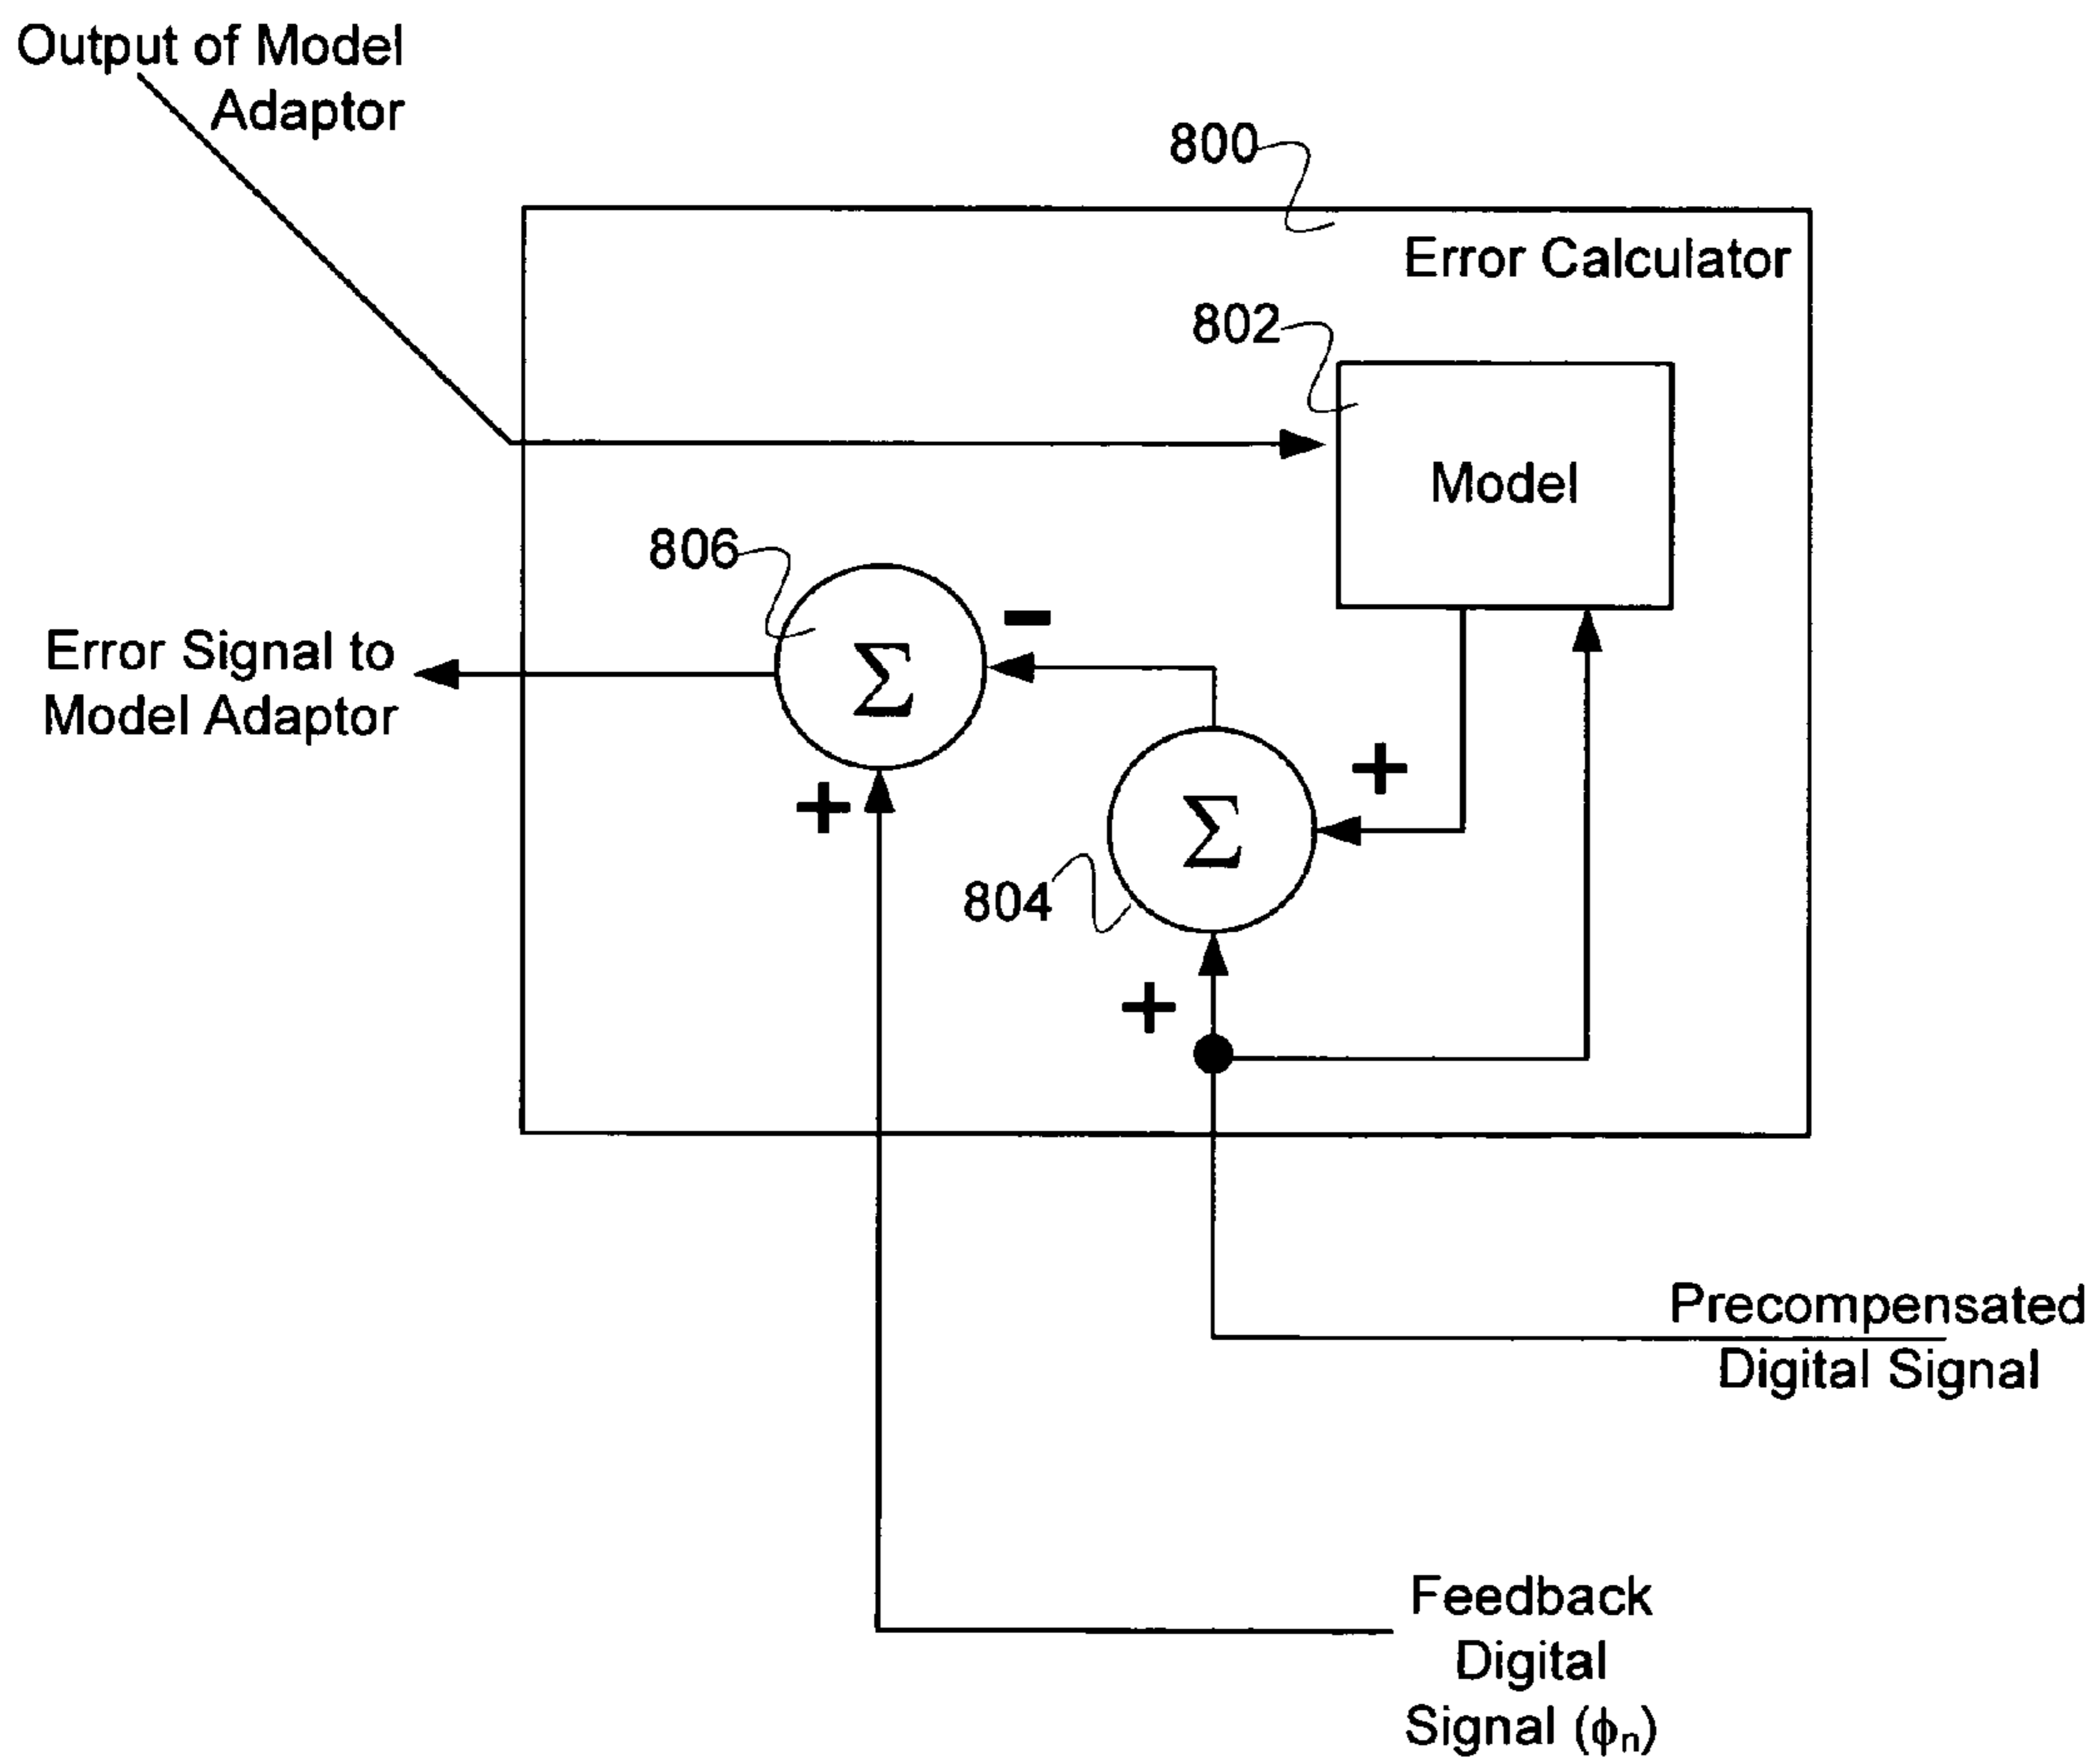 Output of Model
Adaptor
800
Error Calculator
802
Model
806
Σ
−
Error Signal to
Model Adaptor
+
+
Σ
804
+
Precompensated
Digital Signal
Feedback
Digital
Signal (ϕn)